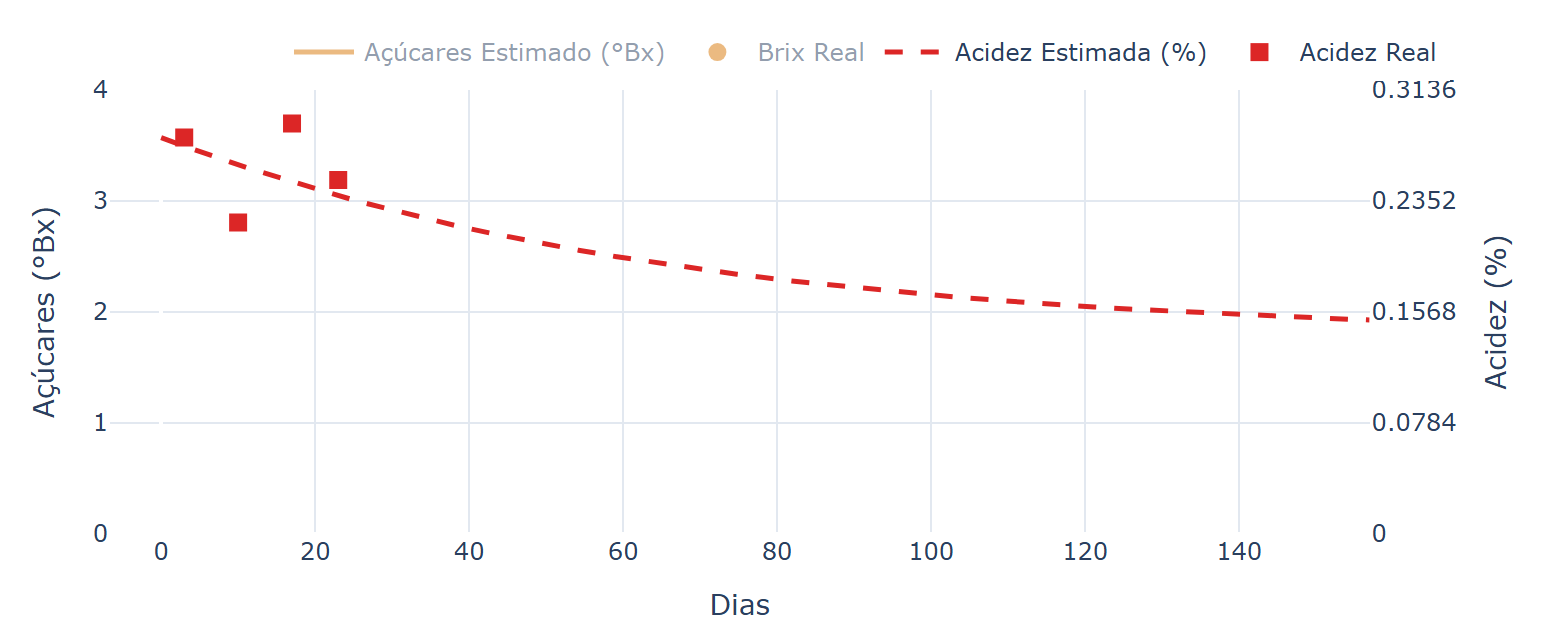 Açúcares Estimado (°Bx) Brix Real Acidez Estimada (%) Acidez Real
4 0.3136
3 0.2352
2 0.1568
1 0.0784
0 0
Açúcares (°Bx)
Acidez (%)
0 20 40 60 80 100 120 140
Dias